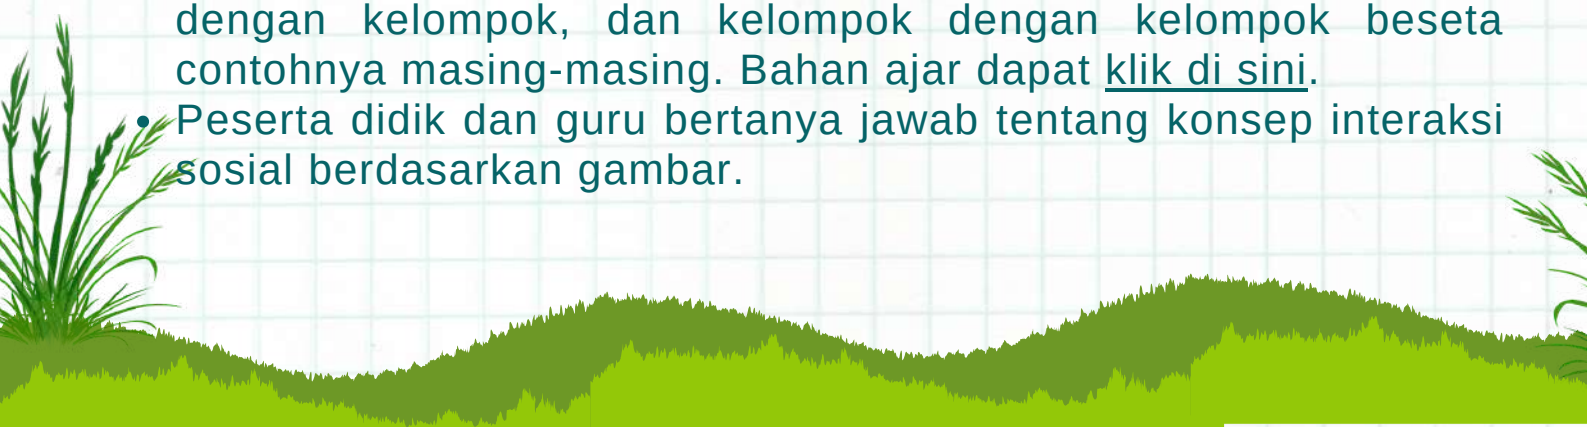 dengan kelompok, dan kelompok dengan kelompok beseta
contohnya masing-masing. Bahan ajar dapat klik di sini.
• Peserta didik dan guru bertanya jawab tentang konsep interaksi
sosial berdasarkan gambar.